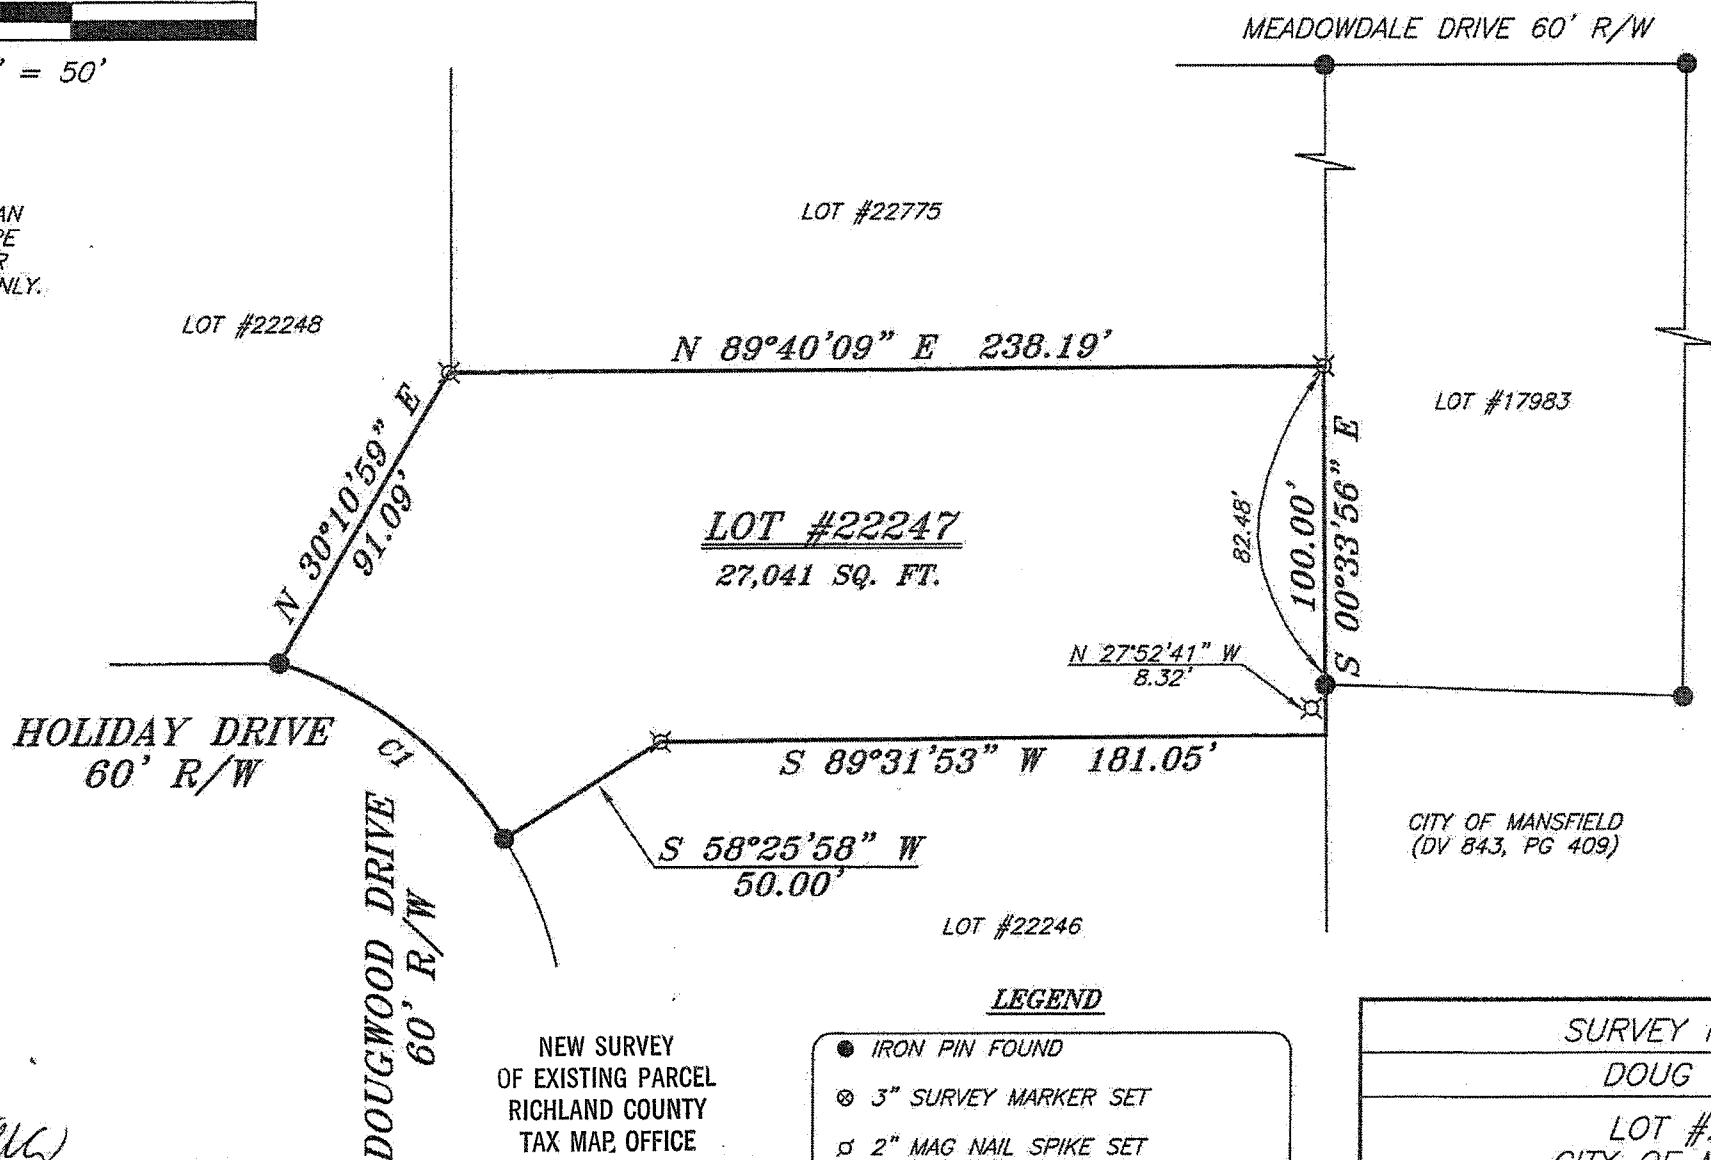 MEADOWDALE DRIVE 60' R/W
' = 50'
NLY.
LOT #22775
LOT #22248
N 89°40'09" E 238.19'
LOT #17983
N 30°10'59" E
91.09'
LOT #22247
27,041 SQ. FT.
82.48'
100.00'
S 00°33'56" E
N 27°52'41" W
8.32'
HOLIDAY DRIVE
60' R/W
C1
S 89°31'53" W 181.05'
S 58°25'58" W
50.00'
CITY OF MANSFIELD
(DV 843, PG 409)
DOUGWOOD DRIVE
60' R/W
LOT #22246
NEW SURVEY
OF EXISTING PARCEL
RICHLAND COUNTY
TAX MAP OFFICE
LEGEND
IRON PIN FOUND
3" SURVEY MARKER SET
2" MAG NAIL SPIKE SET
SURVEY
DOUG
LOT #
CITY OF